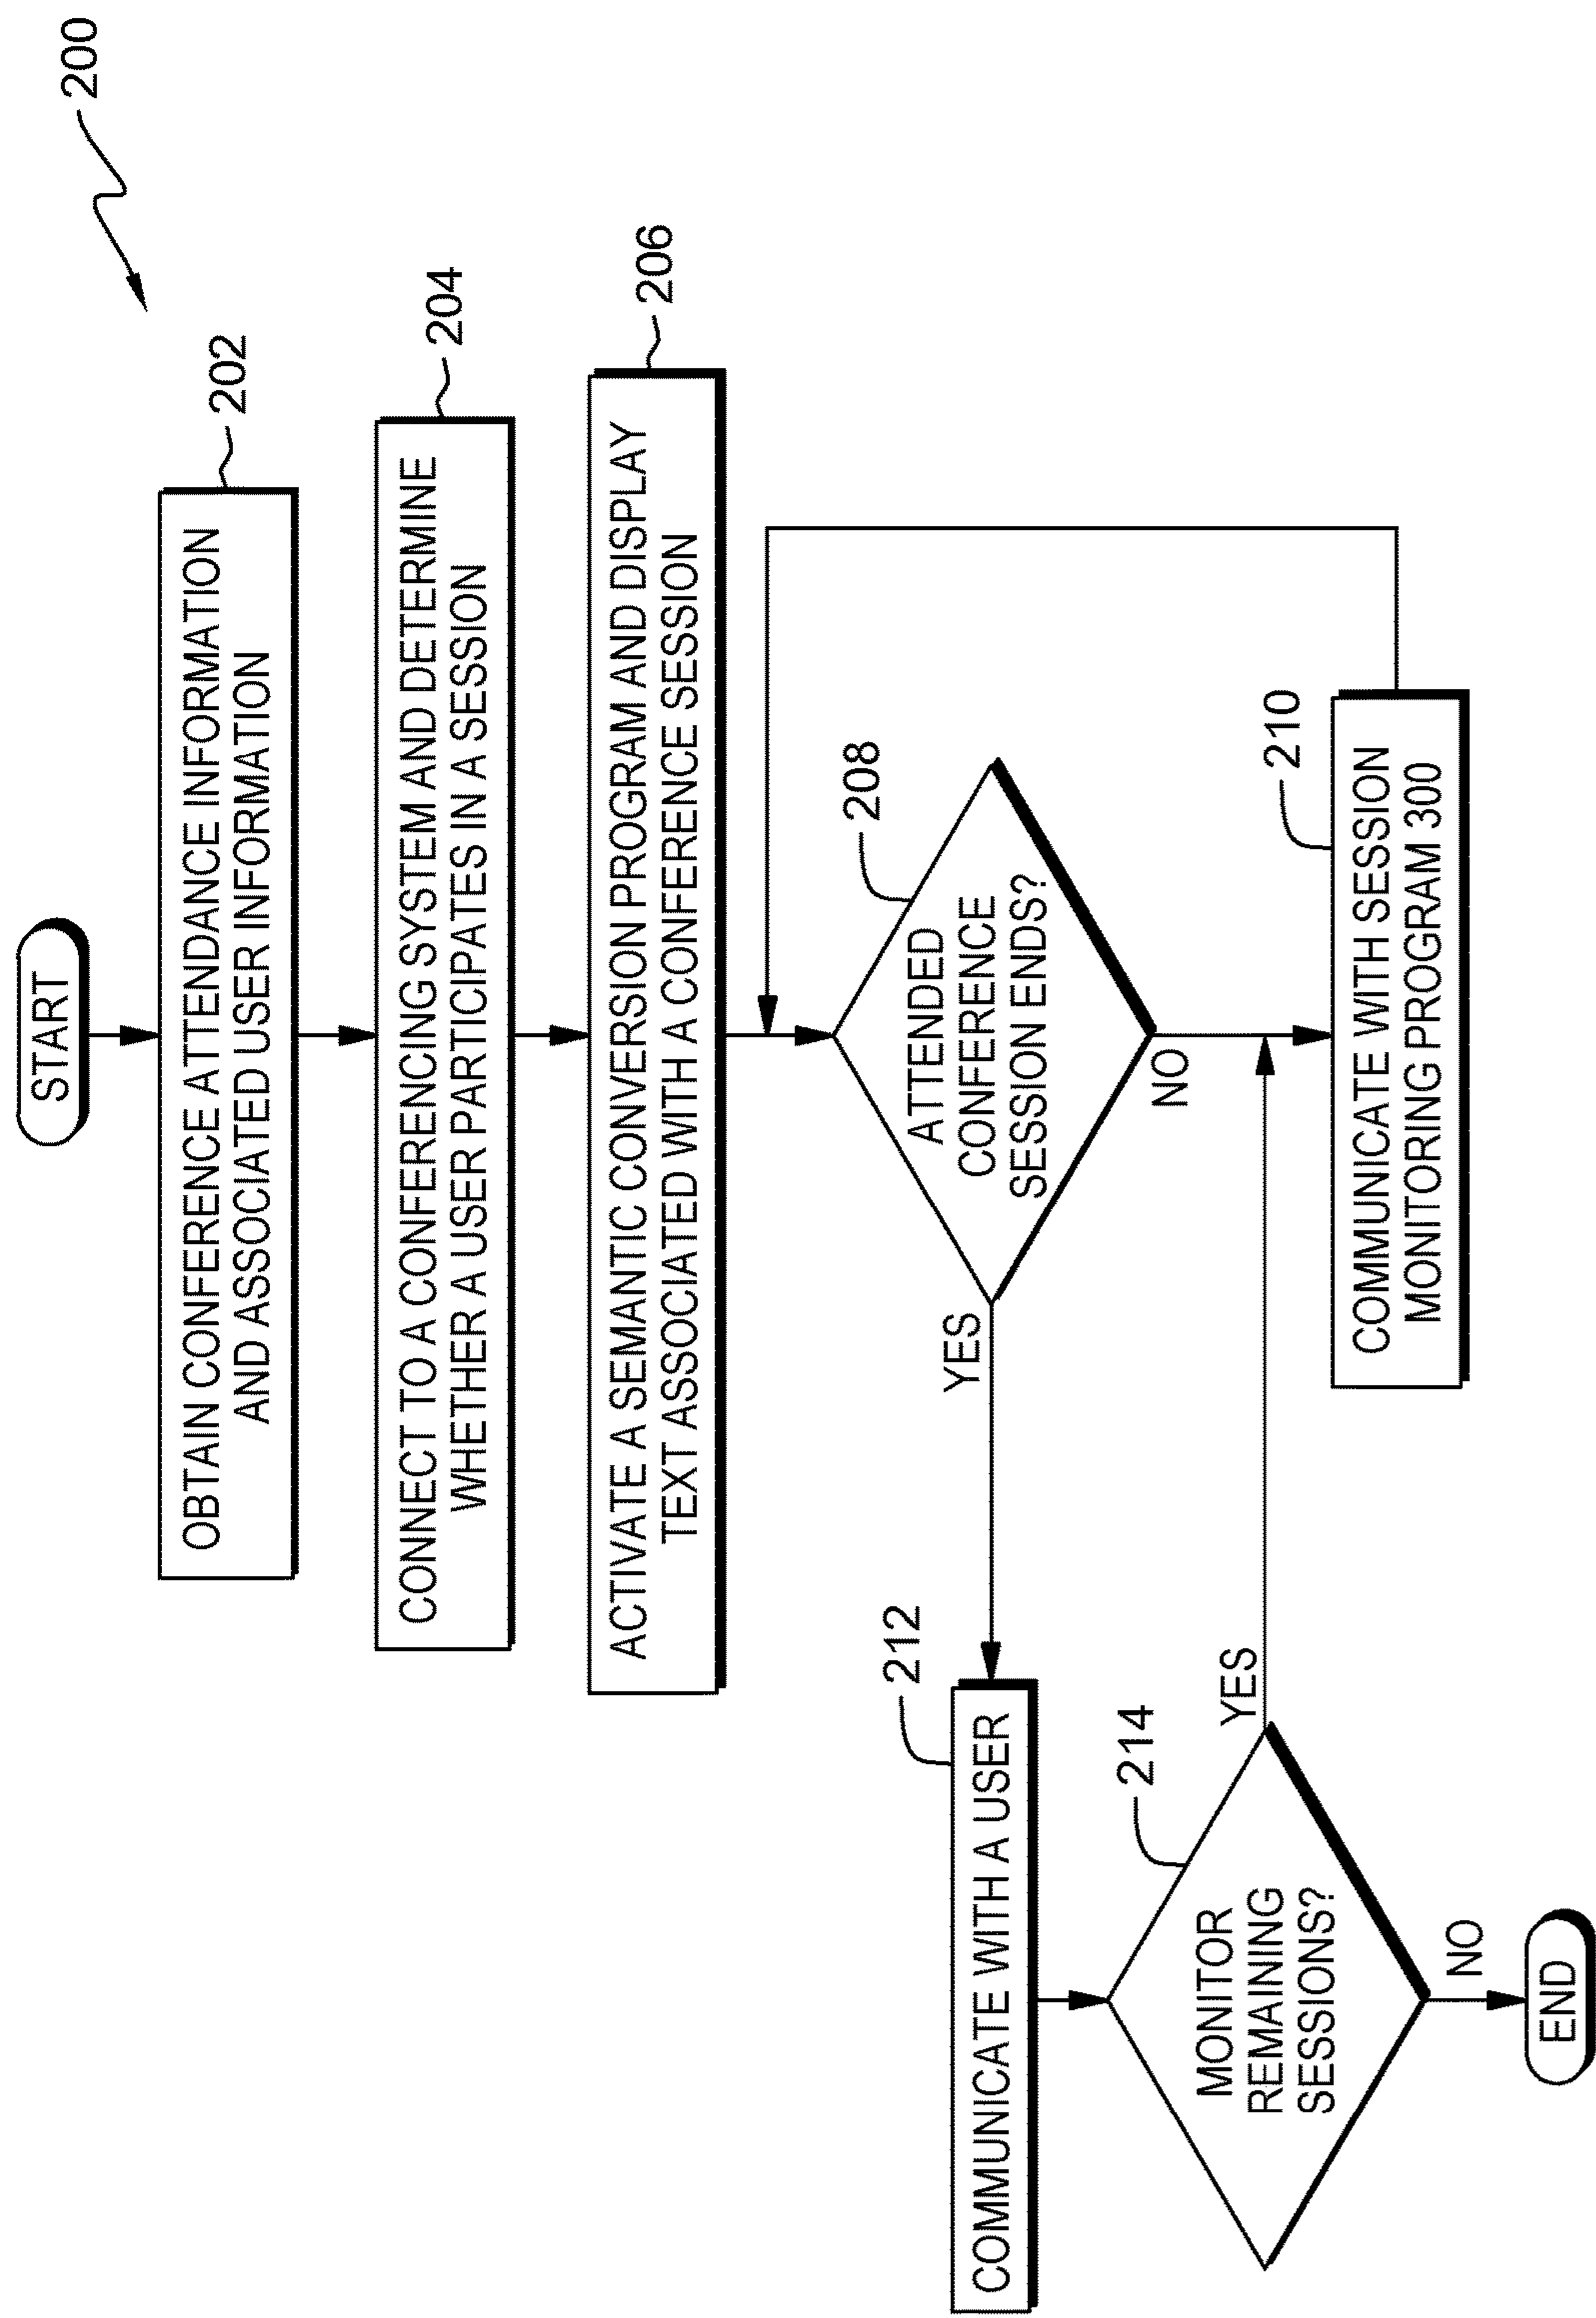 200
START
OBTAIN CONFERENCE ATTENDANCE INFORMATION
AND ASSOCIATED USER INFORMATION
202
CONNECT TO A CONFERENCING SYSTEM AND DETERMINE
WHETHER A USER PARTICIPATES IN A SESSION
204
ACTIVATE A SEMANTIC CONVERSION PROGRAM AND DISPLAY
TEXT ASSOCIATED WITH A CONFERENCE SESSION
206
ATTENDED
CONFERENCE
SESSION ENDS?
208
YES
NO
COMMUNICATE WITH SESSION
MONITORING PROGRAM 300
210
COMMUNICATE WITH A USER
212
MONITOR
REMAINING
SESSIONS?
214
YES
NO
END